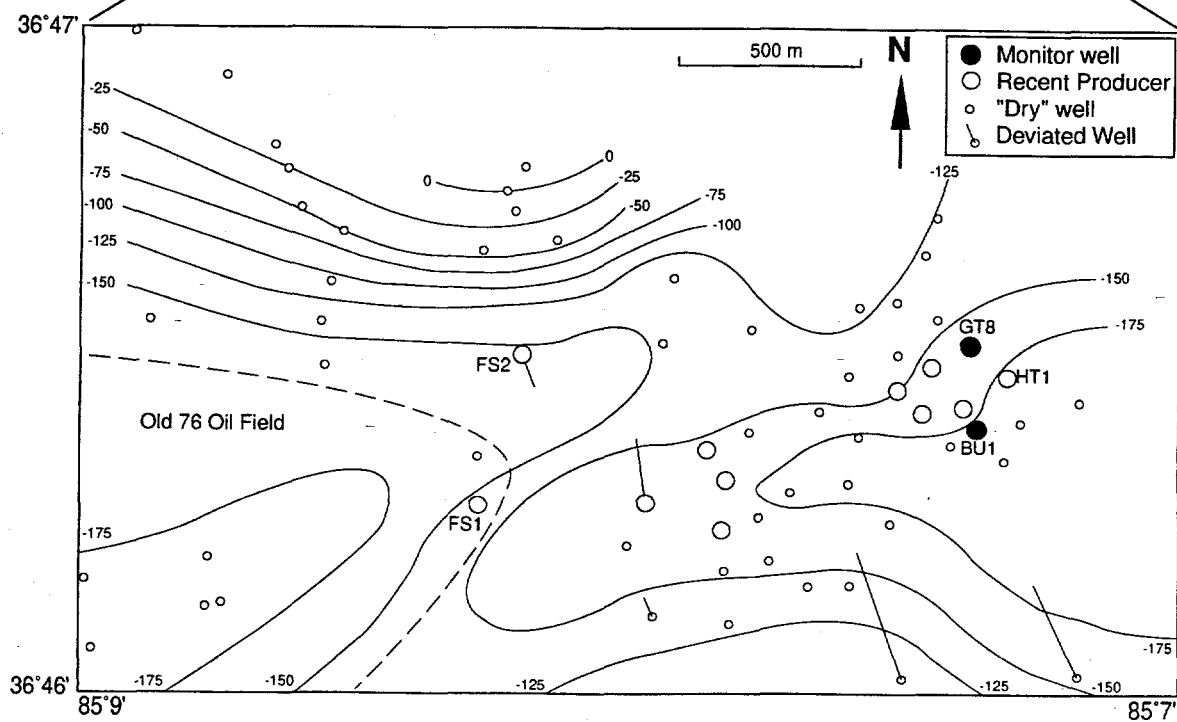 36°47'
500 m
N
Monitor well
Recent Producer
"Dry" well
Deviated Well
-25
-50
-75
-100
-125
-150
0
0
-25
-50
-75
-100
-125
-150
-175
GT8
HT1
BU1
FS2
Old 76 Oil Field
FS1
-175
-175
-150
-125
-125
-150
-175
36°46'
85°9'
85°7'